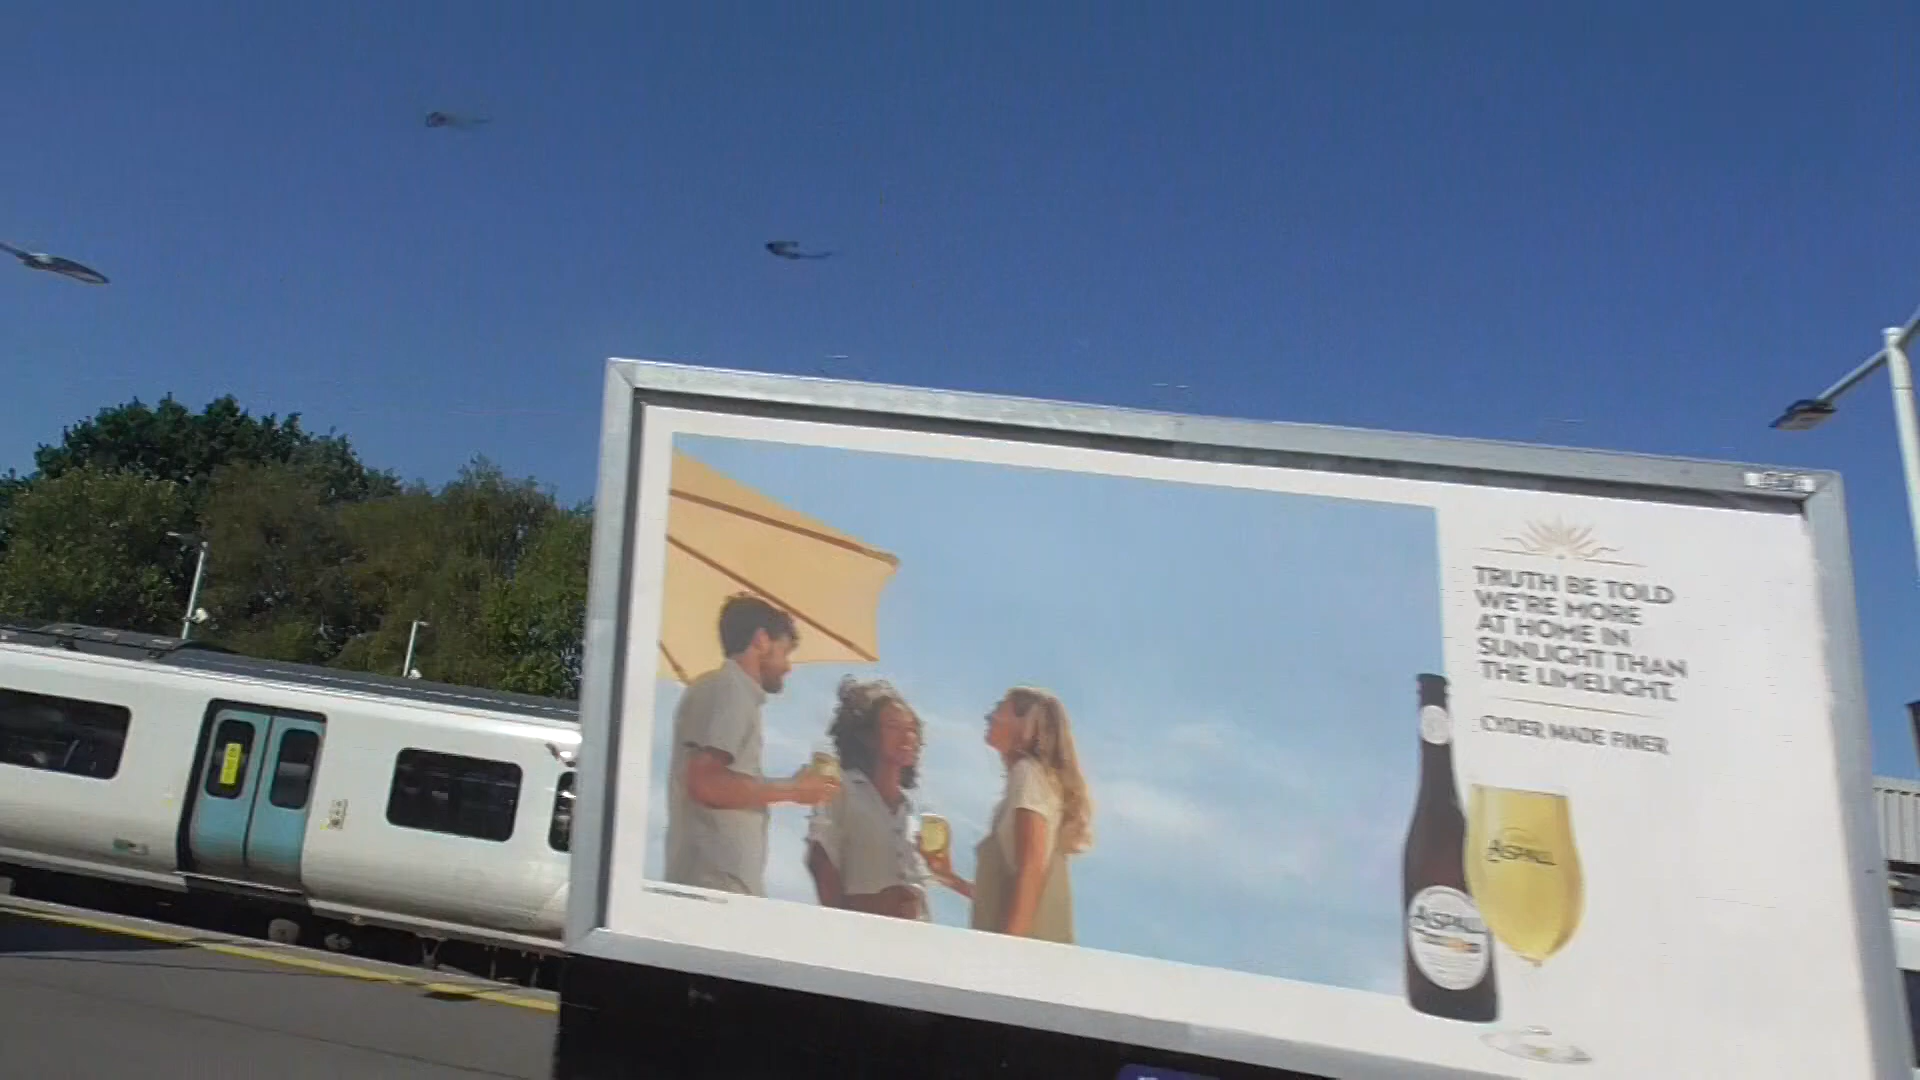 TRUTH BE TOLD
WE'RE MORE
AT HOME IN
SUNLIGHT THAN
THE LIMELIGHT.
CYDER MADE FINER
ASPALL
ASPALL